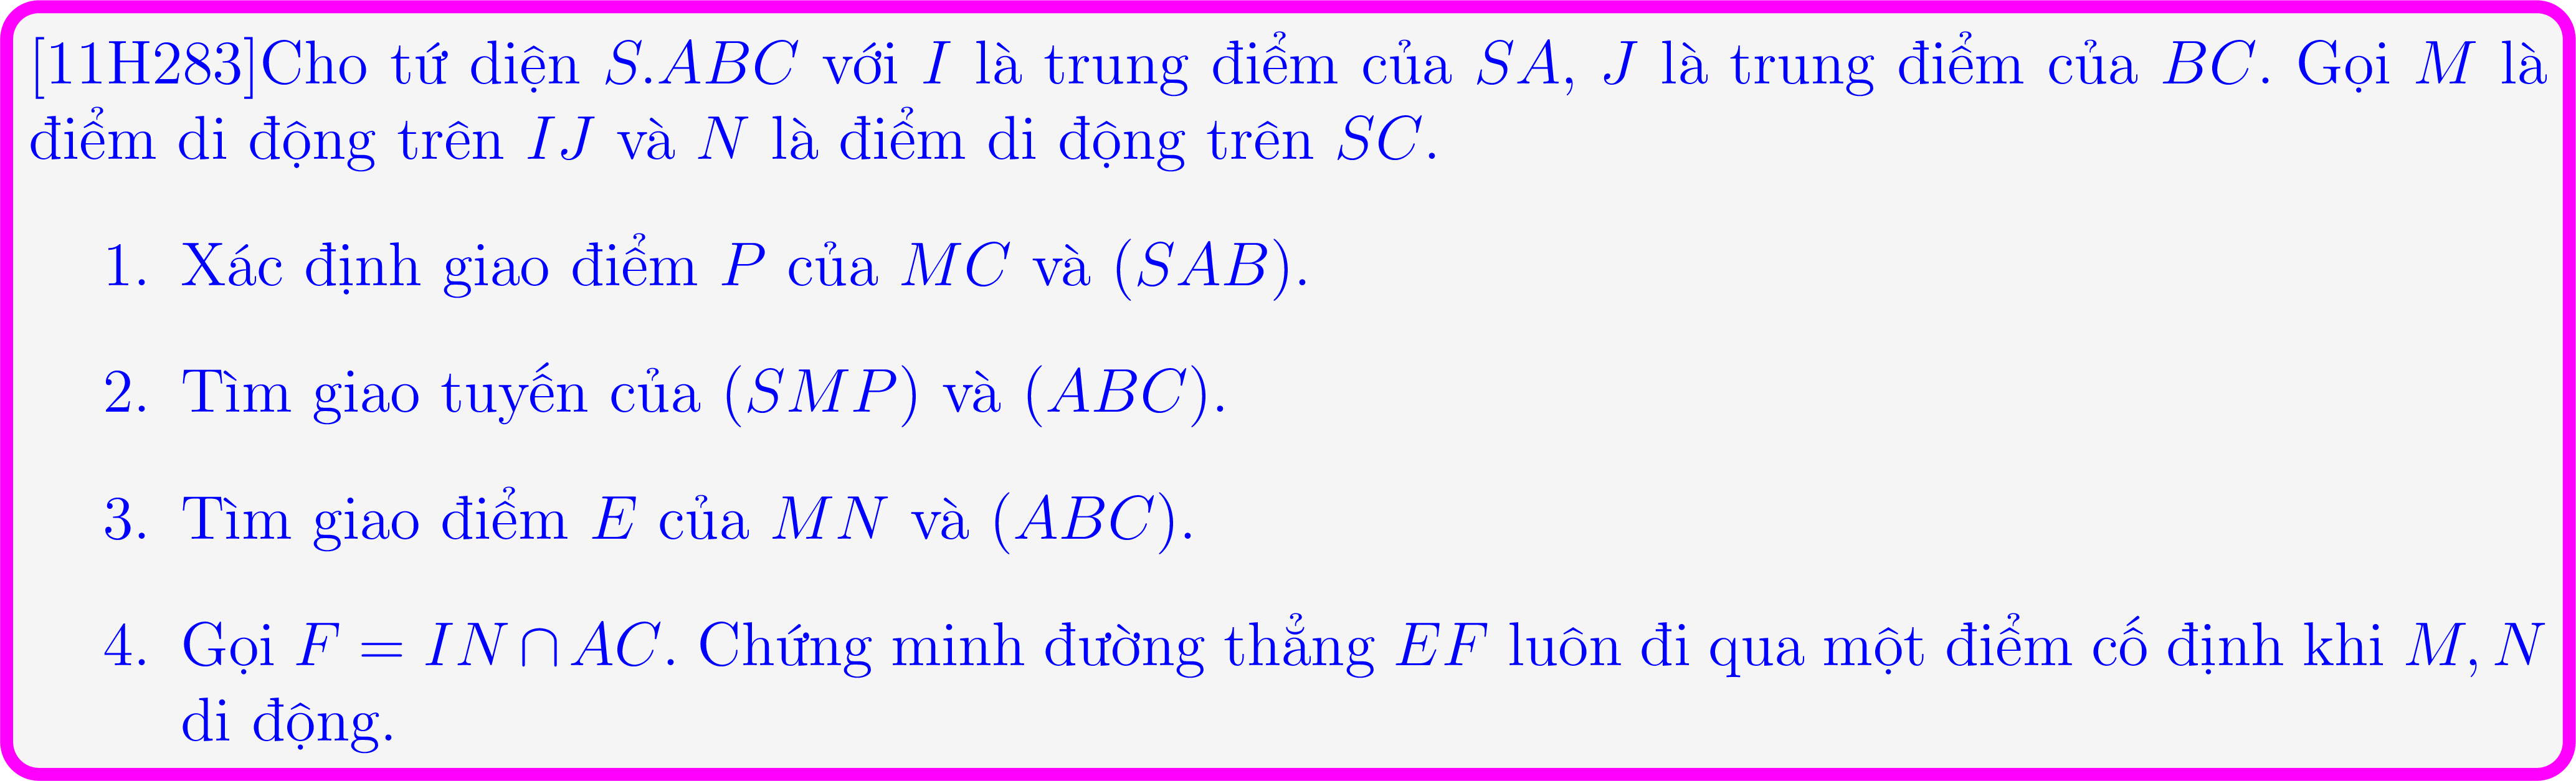 [11H283]Cho tứ diện S.ABC với I là trung điểm của SA, J là trung điểm của BC. Gọi M là
điểm di động trên IJ và N là điểm di động trên SC.
1. Xác định giao điểm P của MC và (SAB).
2. Tìm giao tuyến của (SMP) và (ABC).
3. Tìm giao điểm E của MN và (ABC).
4. Gọi F = IN ∩ AC. Chứng minh đường thẳng EF luôn đi qua một điểm cố định khi M, N
di động.